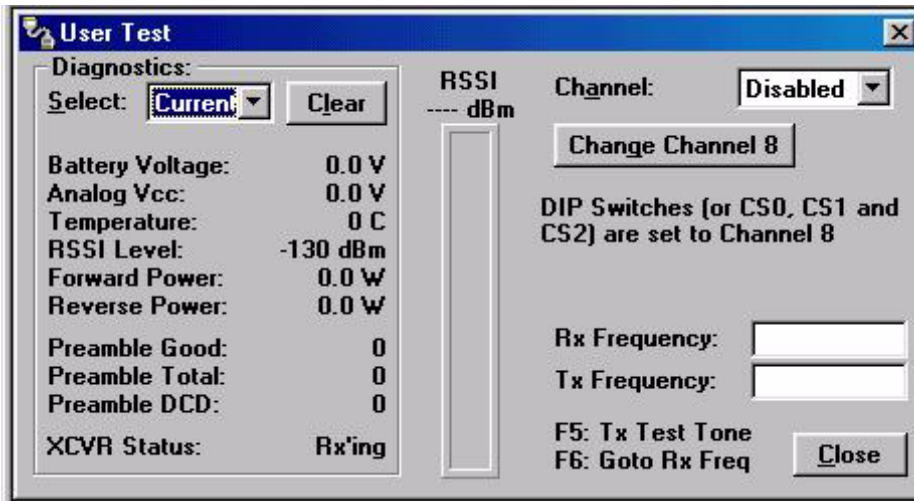 User Test
Diagnostics:
Select: Current Clear
Battery Voltage: 0.0 V
Analog Vcc: 0.0 V
Temperature: 0 C
RSSI Level: -130 dBm
Forward Power: 0.0 W
Reverse Power: 0.0 W
Preamble Good: 0
Preamble Total: 0
Preamble DCD: 0
XCVR Status: Rx'ing
RSSI
---- dBm
Channel: Disabled
Change Channel 8
DIP Switches (or CS0, CS1 and
CS2) are set to Channel 8
Rx Frequency:
Tx Frequency:
F5: Tx Test Tone
F6: Goto Rx Freq
Close